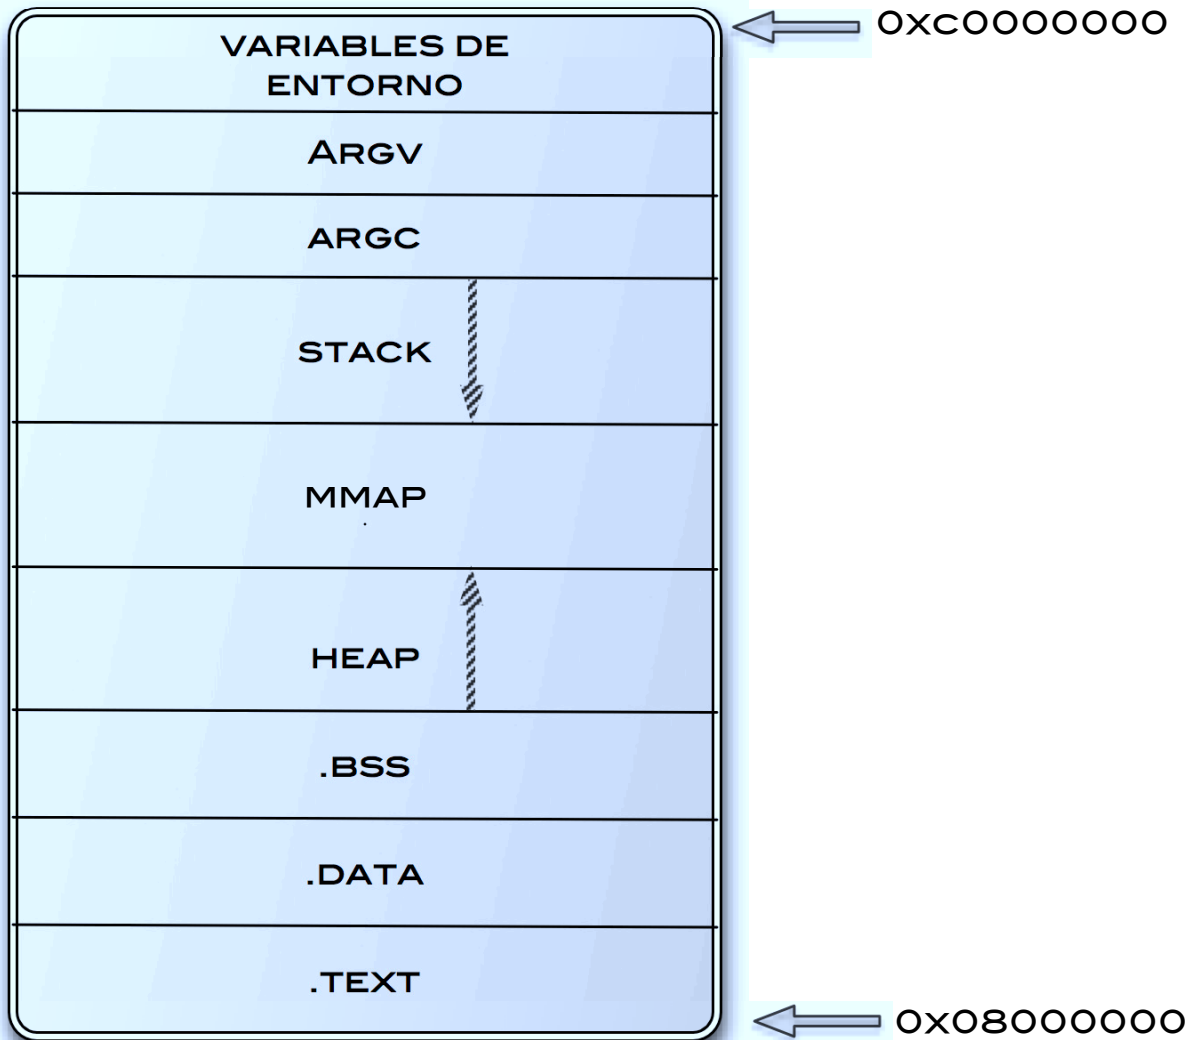 VARIABLES DE
ENTORNO
0xc0000000
ARGV
ARGC
STACK
MMAP
HEAP
.BSS
.DATA
.TEXT
0x08000000